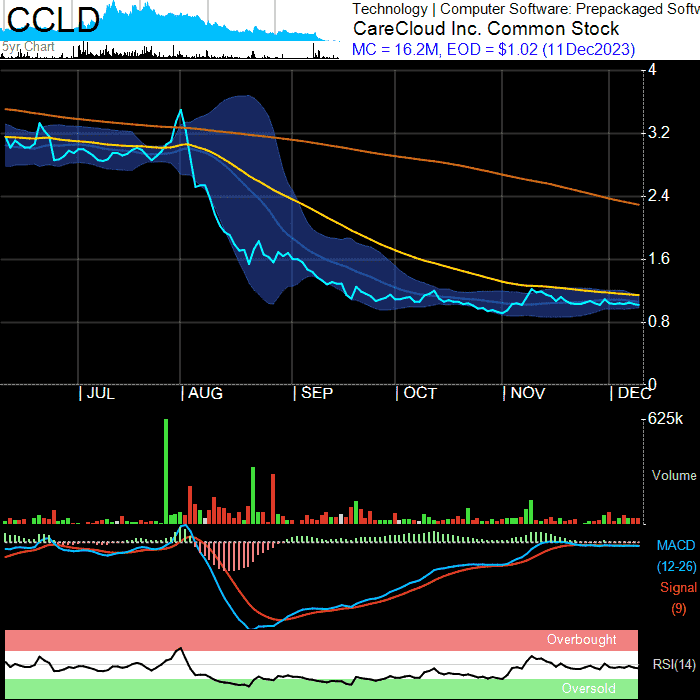 CCLD
5yr. Chart
Technology | Computer Software: Prepackaged Softw
CareCloud Inc. Common Stock
MC = 16.2M, EOD = $1.02 (11Dec2023)
4
3.2
2.4
1.6
0.8
0
| JUL | AUG | SEP | OCT | NOV | DEC
625k
Volume
MACD
(12-26)
Signal
(9)
Overbought
RSI(14)
Oversold